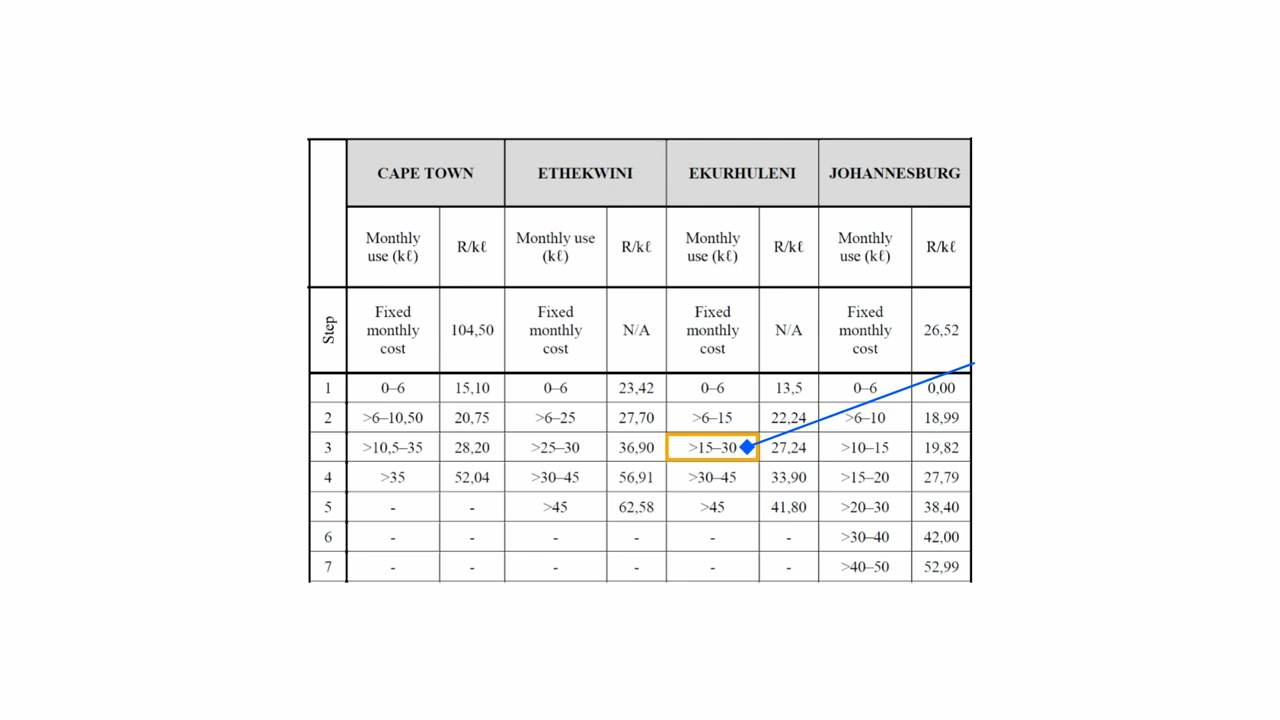 CAPE TOWN ETHEKWINI EKURHULENI JOHANNESBURG
Monthly use (kℓ) R/kℓ Monthly use (kℓ) R/kℓ Monthly use (kℓ) R/kℓ Monthly use (kℓ) R/kℓ
Step Fixed monthly cost 104,50 Fixed monthly cost N/A Fixed monthly cost N/A Fixed monthly cost 26,52
1 0–6 15,10 0–6 23,42 0–6 13,5 0–6 0,00
2 >6–10,50 20,75 >6–25 27,70 >6–15 22,24 >6–10 18,99
3 >10,5–35 28,20 >25–30 36,90 >15–30 27,24 >10–15 19,82
4 >35 52,04 >30–45 56,91 >30–45 33,90 >15–20 27,79
5 - - >45 62,58 >45 41,80 >20–30 38,40
6 - - - - - - >30–40 42,00
7 - - - - - - >40–50 52,99